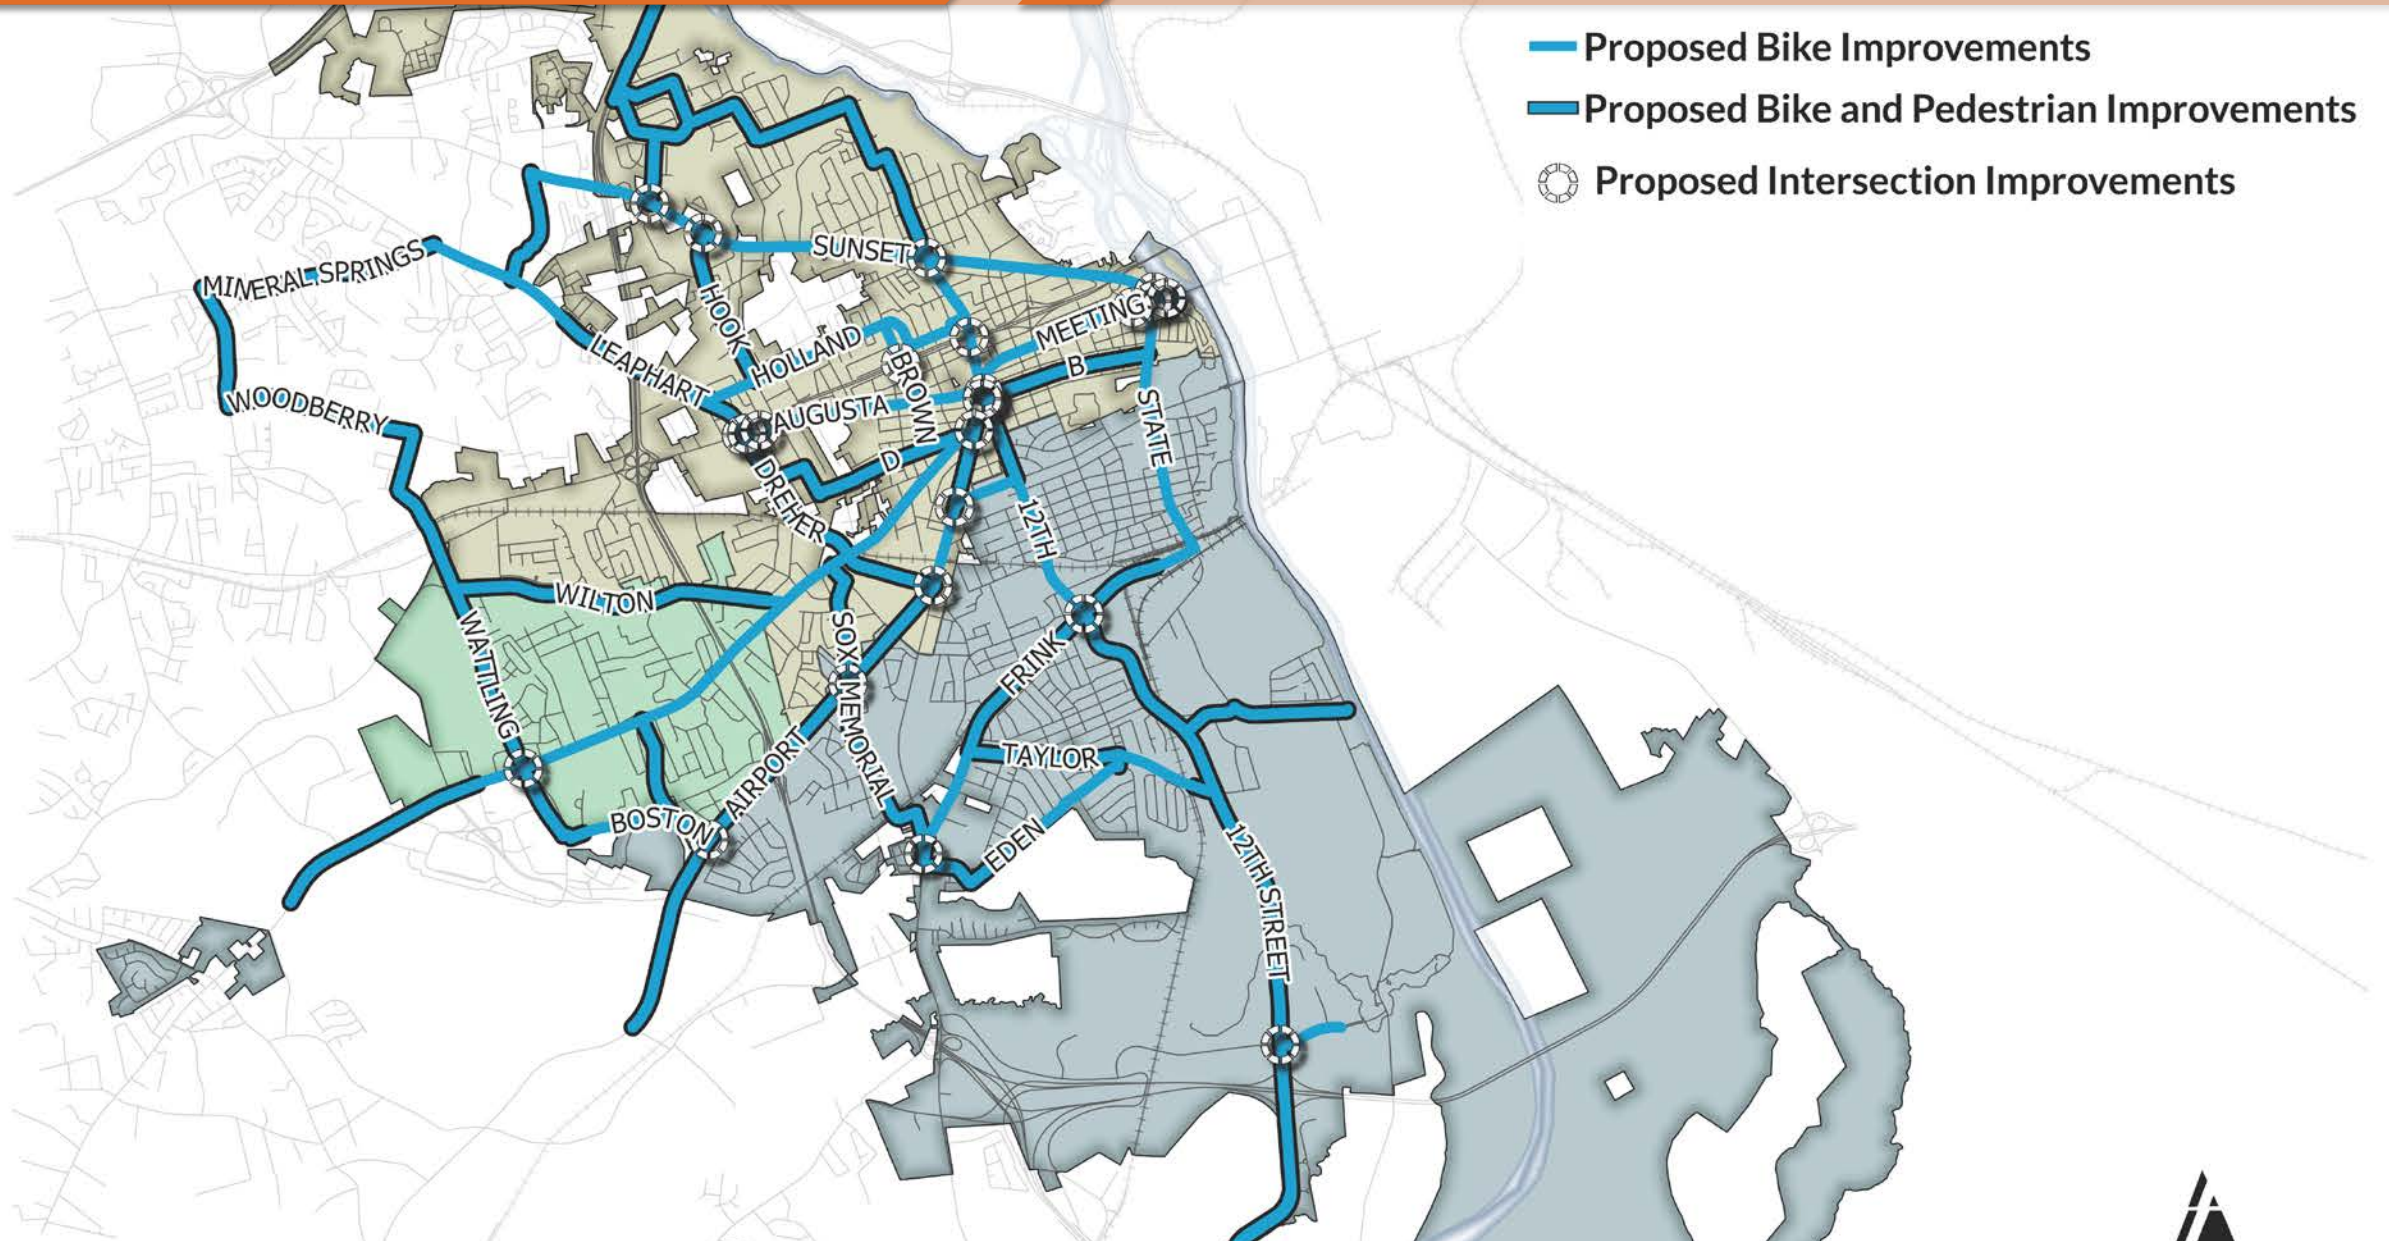 Proposed Bike Improvements
Proposed Bike and Pedestrian Improvements
Proposed Intersection Improvements
SUNSET
MINERAL SPRINGS
HOOK
MEETING
HOLLAND
LEAPHART
BROWN
B
AUGUSTA
STATE
WOODBERRY
D
DREHER
12TH
WILTON
SOX
WATTLING
FRINK
MEMORIAL
TAYLOR
AIRPORT
BOSTON
EDEN
12TH STREET